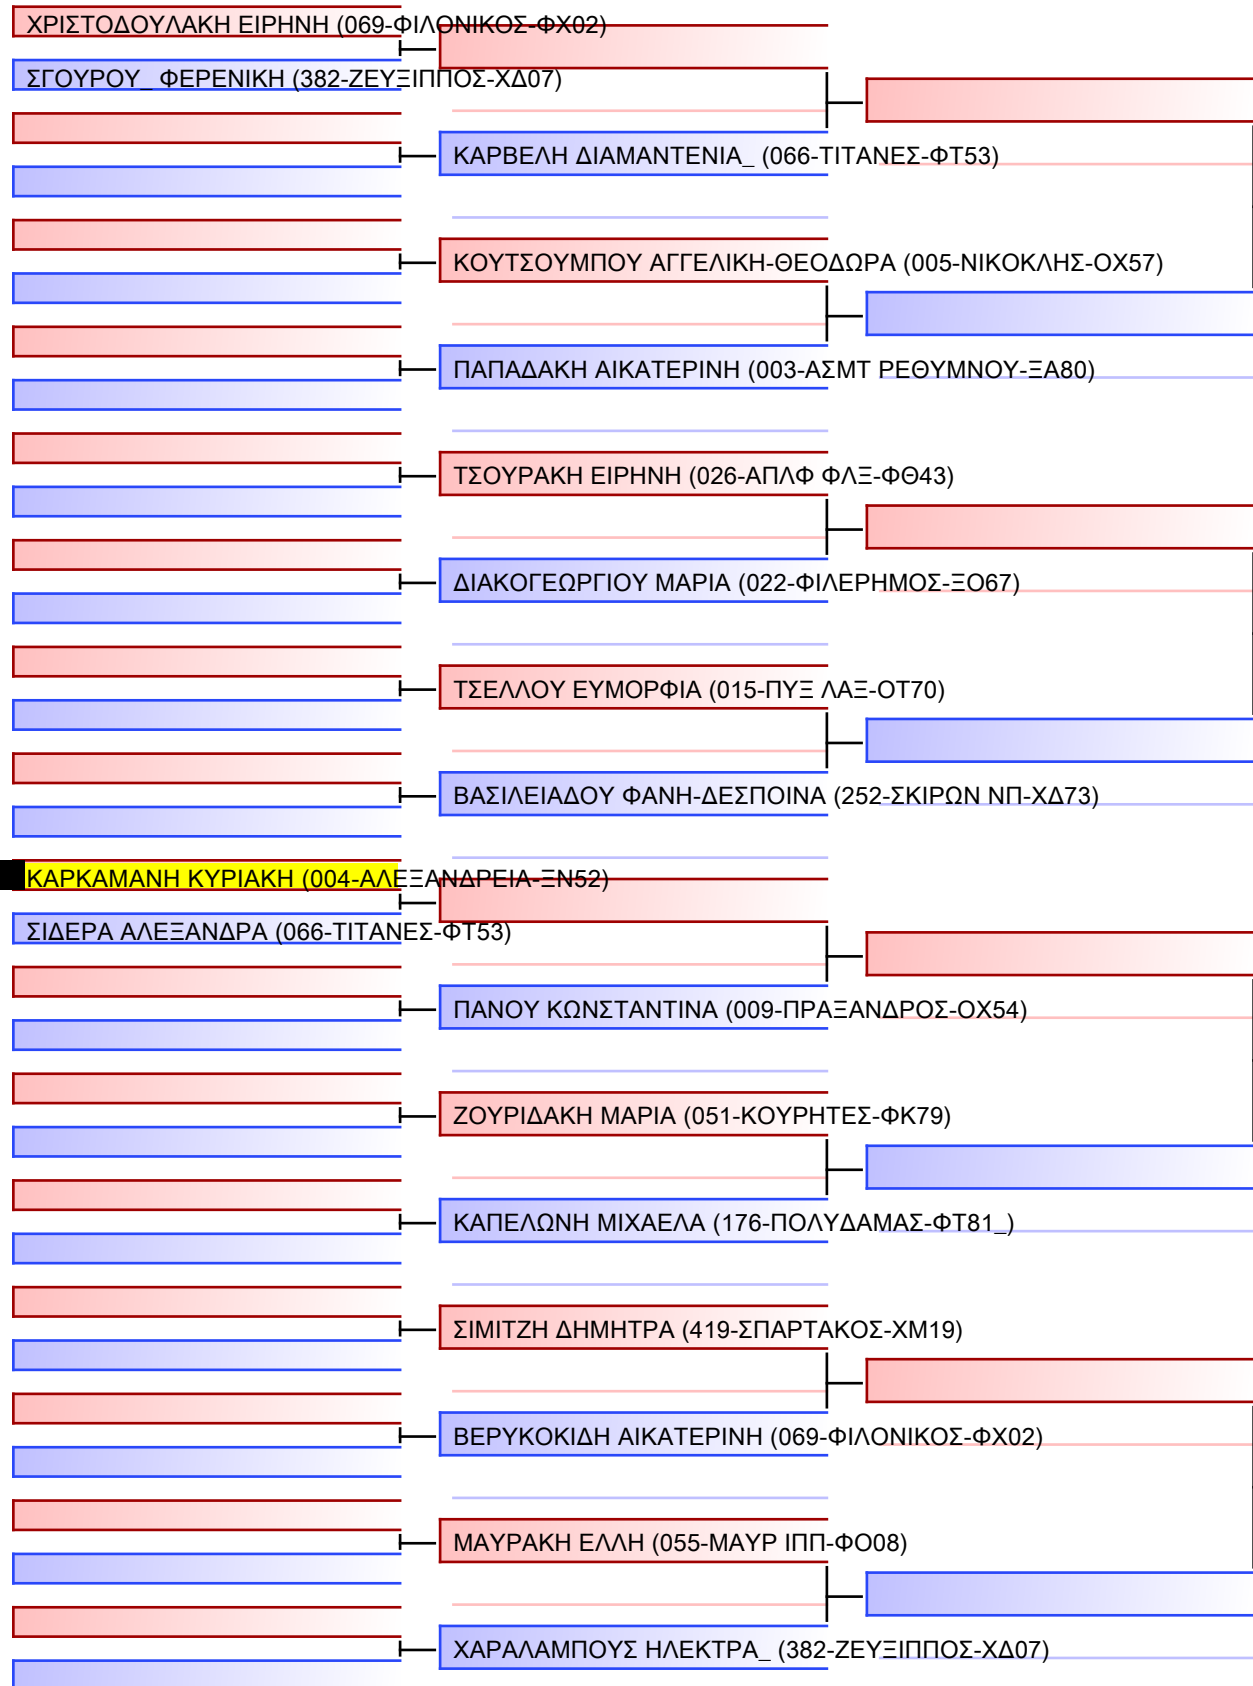 ΧΡΙΣΤΟΔΟΥΛΑΚΗ ΕΙΡΗΝΗ (069-ΦΙΛΟΝΙΚΟΣ-ΦΧ02)
ΣΓΟΥΡΟΥ_ ΦΕΡΕΝΙΚΗ (382-ΖΕΥΞΙΠΠΟΣ-ΧΔ07)
ΚΑΡΒΕΛΗ ΔΙΑΜΑΝΤΕΝΙΑ_ (066-ΤΙΤΑΝΕΣ-ΦΤ53)
ΚΟΥΤΣΟΥΜΠΟΥ ΑΓΓΕΛΙΚΗ-ΘΕΟΔΩΡΑ (005-ΝΙΚΟΚΛΗΣ-ΟΧ57)
ΠΑΠΑΔΑΚΗ ΑΙΚΑΤΕΡΙΝΗ (003-ΑΣΜΤ ΡΕΘΥΜΝΟΥ-ΞΑ80)
ΤΣΟΥΡΑΚΗ ΕΙΡΗΝΗ (026-ΑΠΛΦ ΦΛΞ-ΦΘ43)
ΔΙΑΚΟΓΕΩΡΓΙΟΥ ΜΑΡΙΑ (022-ΦΙΛΕΡΗΜΟΣ-ΞΟ67)
ΤΣΕΛΛΟΥ ΕΥΜΟΡΦΙΑ (015-ΠΥΞ ΛΑΞ-ΟΤ70)
ΒΑΣΙΛΕΙΑΔΟΥ ΦΑΝΗ-ΔΕΣΠΟΙΝΑ (252-ΣΚΙΡΩΝ ΝΠ-ΧΔ73)
ΚΑΡΚΑΜΑΝΗ ΚΥΡΙΑΚΗ (004-ΑΛΕΞΑΝΔΡΕΙΑ-ΞΝ52)
ΣΙΔΕΡΑ ΑΛΕΞΑΝΔΡΑ (066-ΤΙΤΑΝΕΣ-ΦΤ53)
ΠΑΝΟΥ ΚΩΝΣΤΑΝΤΙΝΑ (009-ΠΡΑΞΑΝΔΡΟΣ-ΟΧ54)
ΖΟΥΡΙΔΑΚΗ ΜΑΡΙΑ (051-ΚΟΥΡΗΤΕΣ-ΦΚ79)
ΚΑΠΕΛΩΝΗ ΜΙΧΑΕΛΑ (176-ΠΟΛΥΔΑΜΑΣ-ΦΤ81_)
ΣΙΜΙΤΖΗ ΔΗΜΗΤΡΑ (419-ΣΠΑΡΤΑΚΟΣ-ΧΜ19)
ΒΕΡΥΚΟΚΙΔΗ ΑΙΚΑΤΕΡΙΝΗ (069-ΦΙΛΟΝΙΚΟΣ-ΦΧ02)
ΜΑΥΡΑΚΗ ΕΛΛΗ (055-ΜΑΥΡ ΙΠΠ-ΦΟ08)
ΧΑΡΑΛΑΜΠΟΥΣ ΗΛΕΚΤΡΑ_ (382-ΖΕΥΞΙΠΠΟΣ-ΧΔ07)